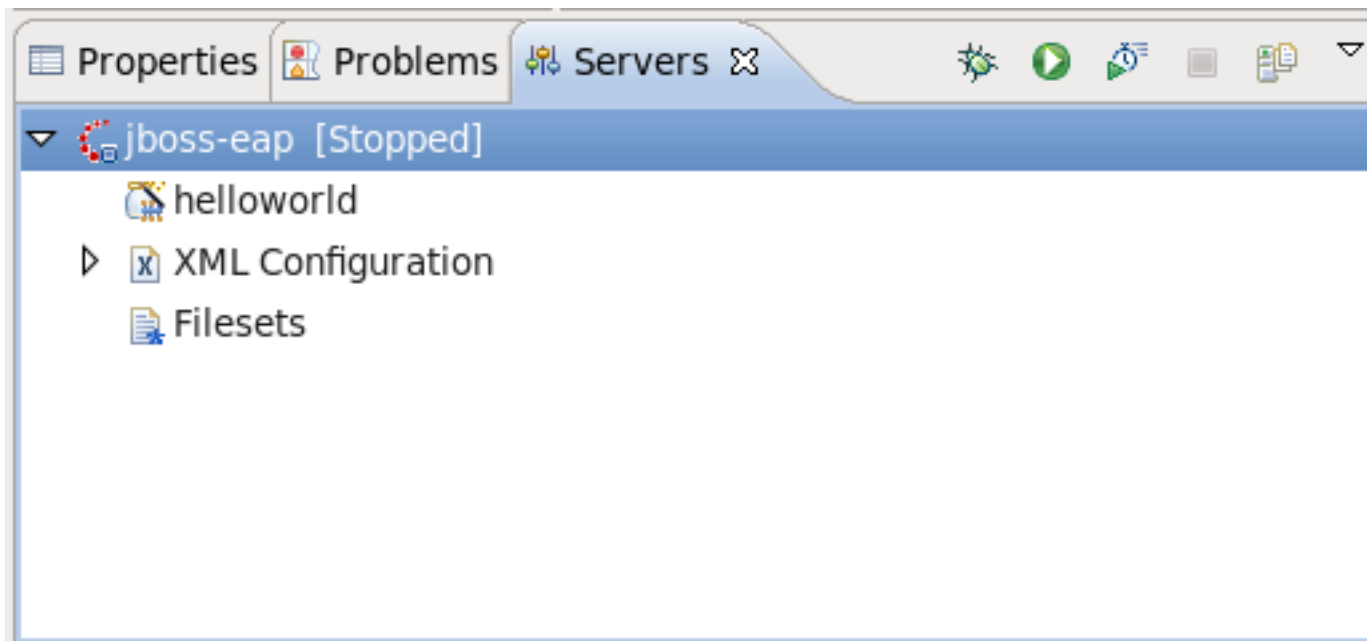 Properties Problems Servers
jboss-eap [Stopped]
helloworld
XML Configuration
Filesets